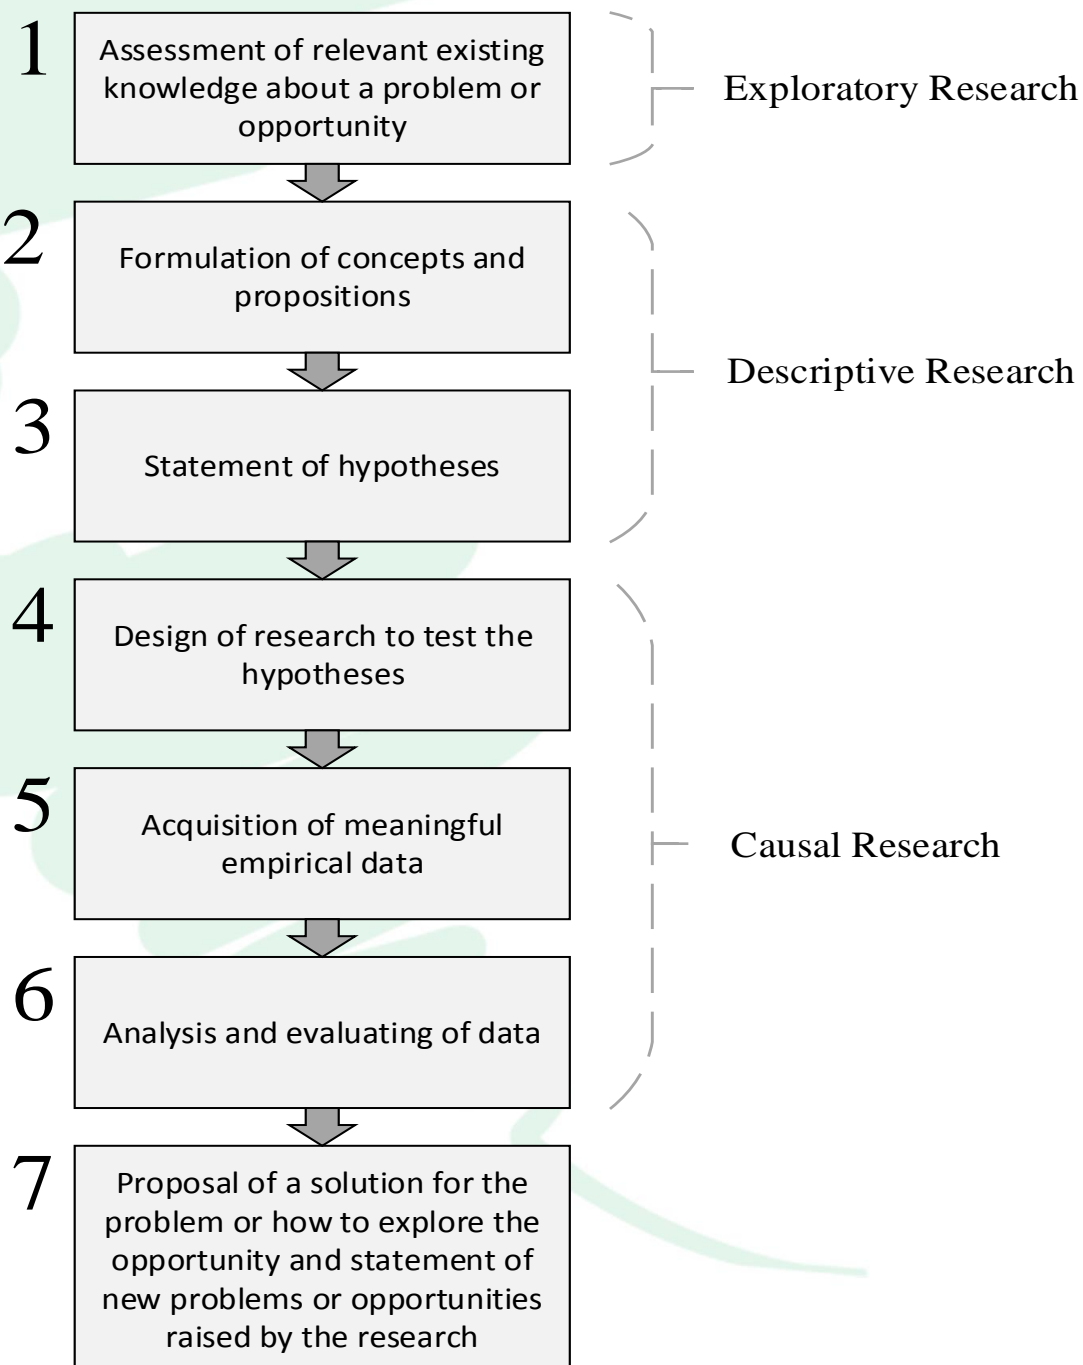 1
Assessment of relevant existing
knowledge about a problem or
opportunity
Exploratory Research
2
Formulation of concepts and
propositions
Descriptive Research
3
Statement of hypotheses
4
Design of research to test the
hypotheses
5
Acquisition of meaningful
empirical data
Causal Research
6
Analysis and evaluating of data
7
Proposal of a solution for the
problem or how to explore the
opportunity and statement of
new problems or opportunities
raised by the research